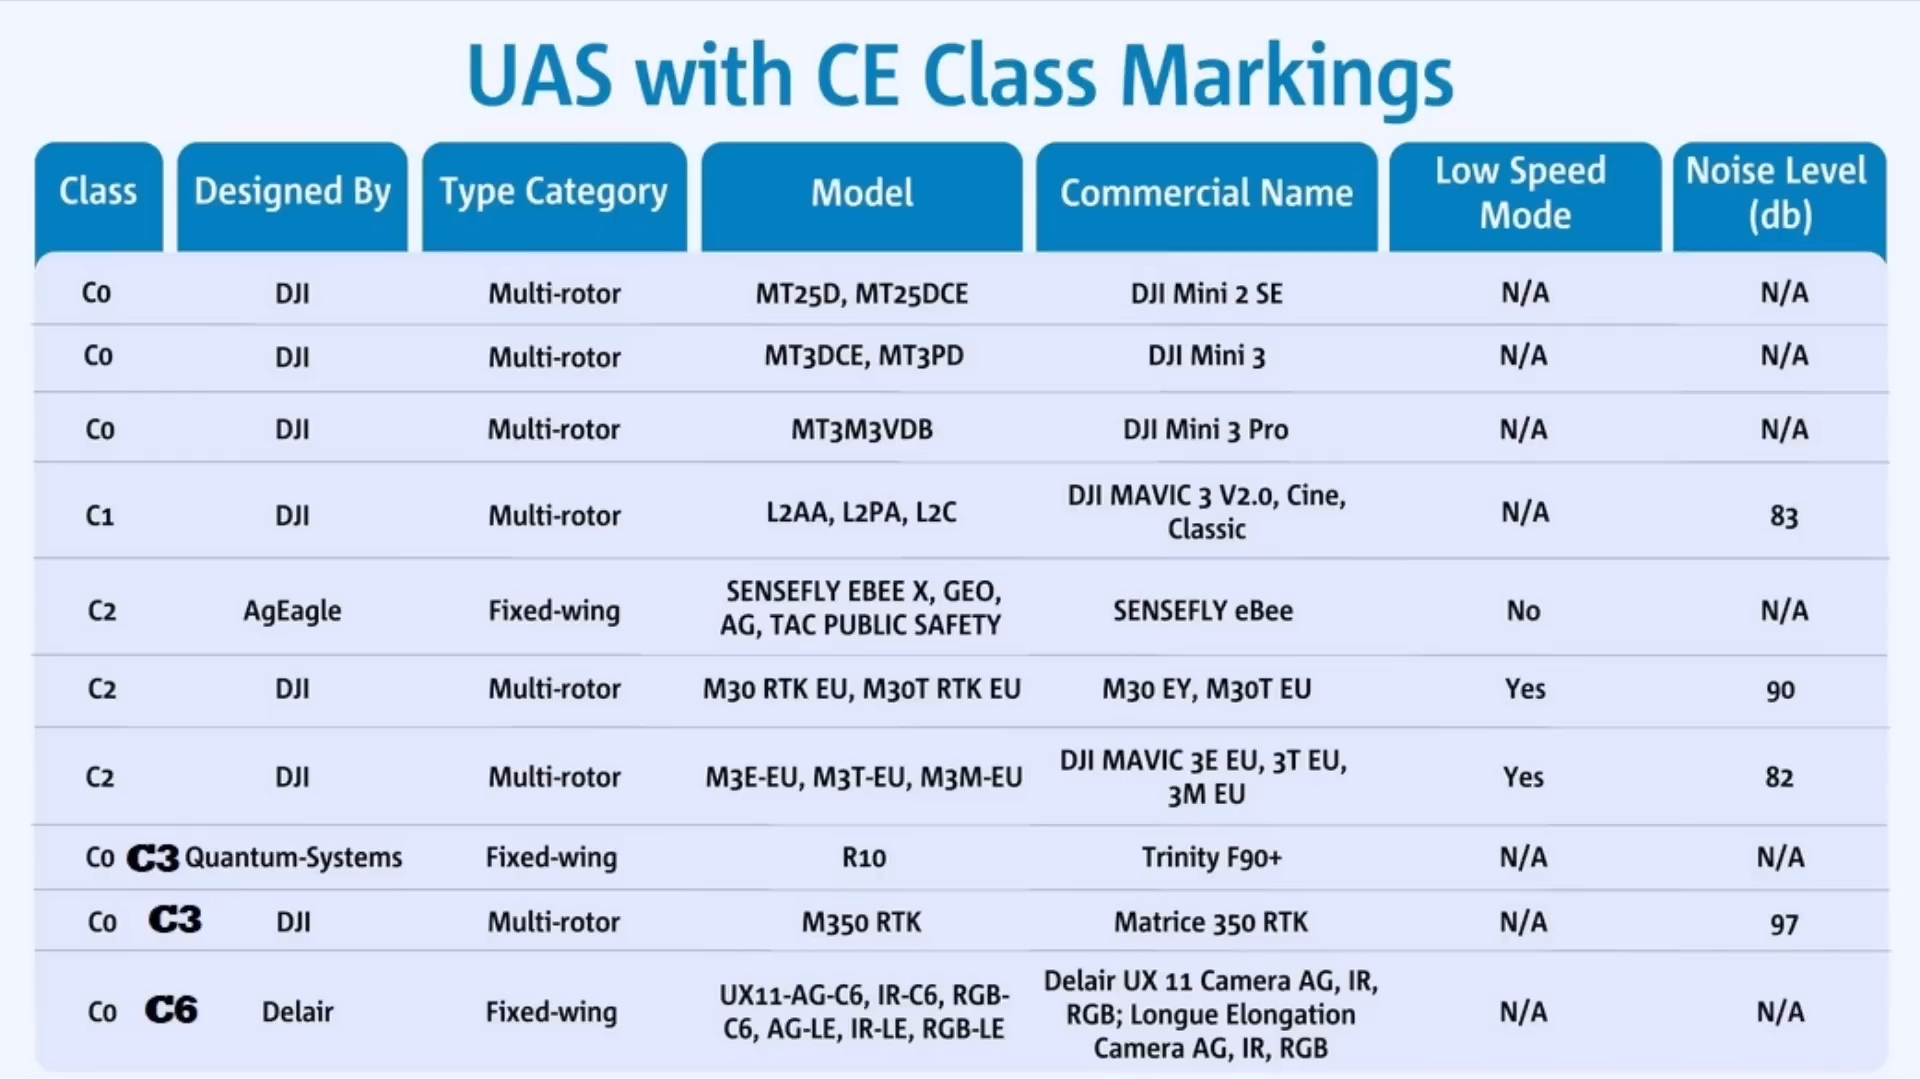 UAS with CE Class Markings
Class Designed By Type Category Model Commercial Name Low Speed Mode Noise Level (db)
C0 DJI Multi-rotor MT25D, MT25DCE DJI Mini 2 SE N/A N/A
C0 DJI Multi-rotor MT3DCE, MT3PD DJI Mini 3 N/A N/A
C0 DJI Multi-rotor MT3M3VDB DJI Mini 3 Pro N/A N/A
C1 DJI Multi-rotor L2AA, L2PA, L2C DJI MAVIC 3 V2.0, Cine, Classic N/A 83
C2 AgEagle Fixed-wing SENSEFLY EBEE X, GEO, AG, TAC PUBLIC SAFETY SENSEFLY eBee No N/A
C2 DJI Multi-rotor M30 RTK EU, M30T RTK EU M30 EY, M30T EU Yes 90
C2 DJI Multi-rotor M3E-EU, M3T-EU, M3M-EU DJI MAVIC 3E EU, 3T EU, 3M EU Yes 82
C0 C3 Quantum-Systems Fixed-wing R10 Trinity F90+ N/A N/A
C0 C3 DJI Multi-rotor M350 RTK Matrice 350 RTK N/A 97
C0 C6 Delair Fixed-wing UX11-AG-C6, IR-C6, RGB-C6, AG-LE, IR-LE, RGB-LE Delair UX 11 Camera AG, IR, RGB; Longue Elongation Camera AG, IR, RGB N/A N/A